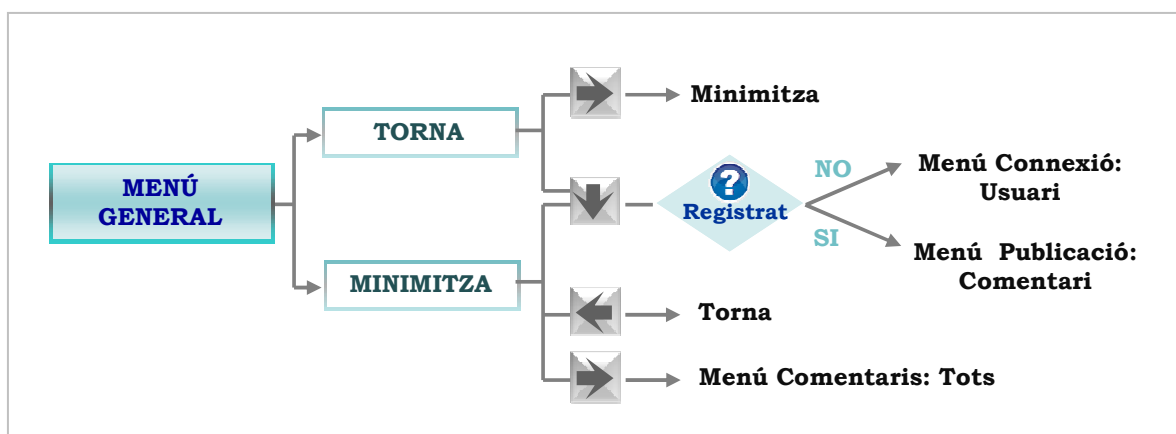 Minimitza
TORNA
MENÚ
GENERAL
?
Registrat
NO
SI
Menú Connexió:
Usuari
Menú Publicació:
Comentari
MINIMITZA
Torna
Menú Comentaris: Tots